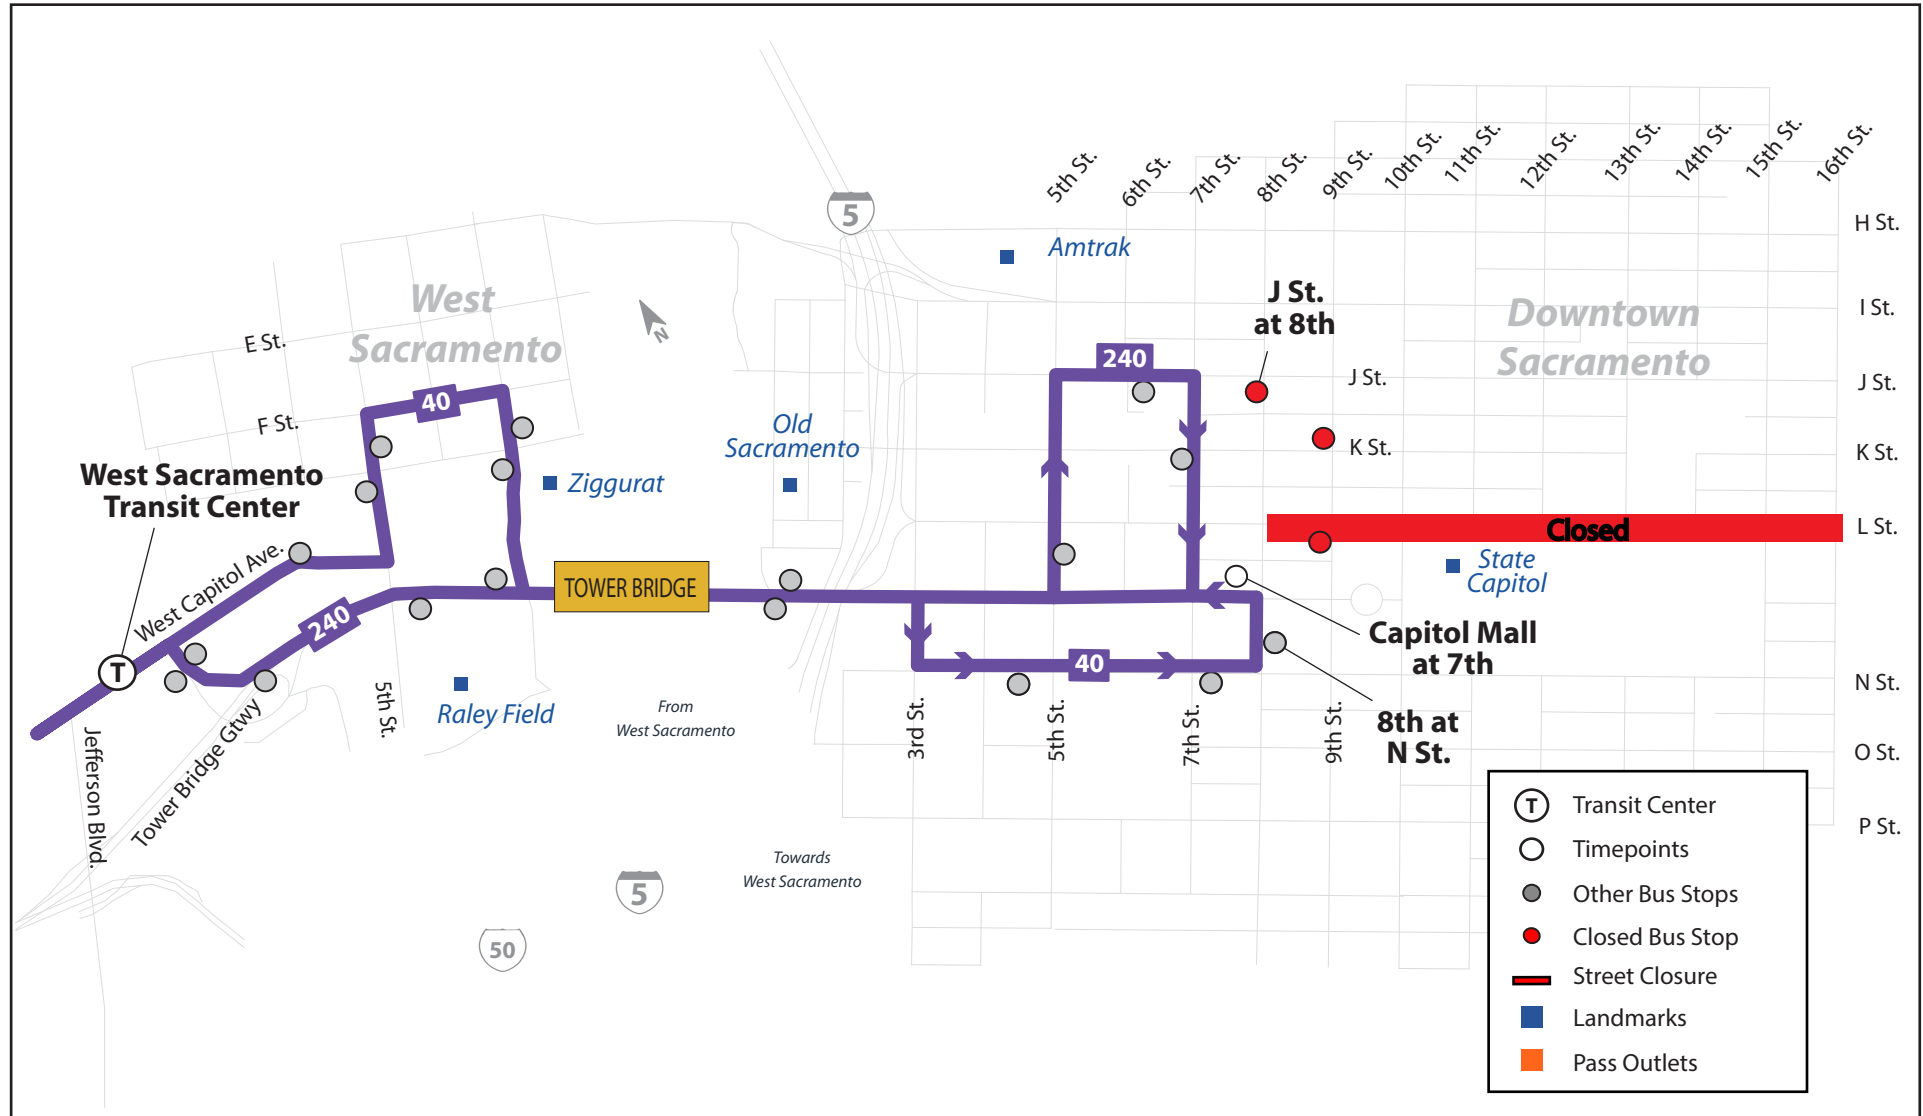 5th St.
6th St.
7th St.
8th St.
9th St.
10th St.
11th St.
12th St.
13th St.
14th St.
15th St.
16th St.
H St.
I St.
J St.
K St.
L St.
N St.
O St.
P St.
5
Amtrak
J St.
at 8th
Downtown
Sacramento
West
Sacramento
N
E St.
F St.
40
240
J St.
K St.
Old
Sacramento
Ziggurat
West Sacramento
Transit Center
West Capitol Ave.
T
240
TOWER BRIDGE
Closed
State
Capitol
Capitol Mall
at 7th
8th at
N St.
40
Raley Field
5th St.
Jefferson Blvd.
Tower Bridge Gtwy
From
West Sacramento
3rd St.
5th St.
7th St.
9th St.
Towards
West Sacramento
5
50
T
Transit Center
Timepoints
Other Bus Stops
Closed Bus Stop
Street Closure
Landmarks
Pass Outlets